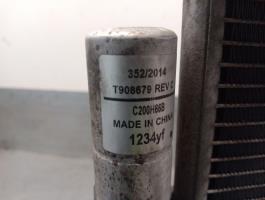 352/2014
T908679 REV C
C200H66B
MADE IN CHINA
1234yf